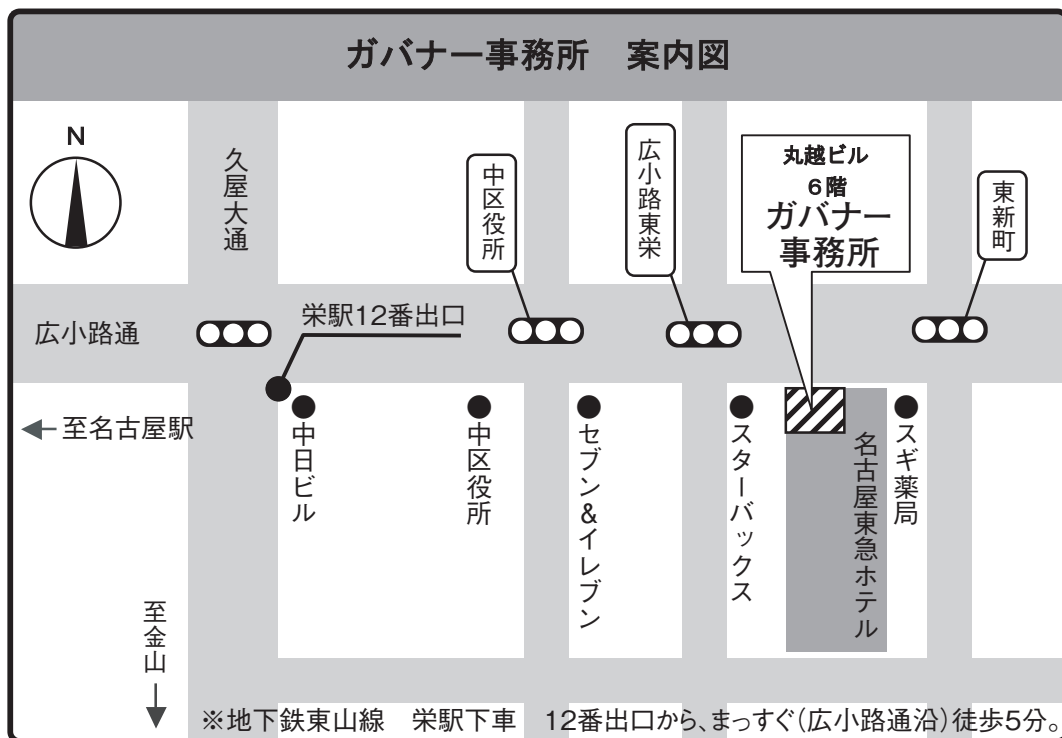 ガバナー事務所　案内図
N
久屋大通
中区役所
広小路東栄
丸越ビル
6階
ガバナー
事務所
東新町
広小路通
栄駅12番出口
至名古屋駅
中日ビル
中区役所
セブン&イレブン
スターバックス
名古屋東急ホテル
スギ薬局
至金山
※地下鉄東山線　栄駅下車　12番出口から、まっすぐ(広小路通沿)徒歩5分。